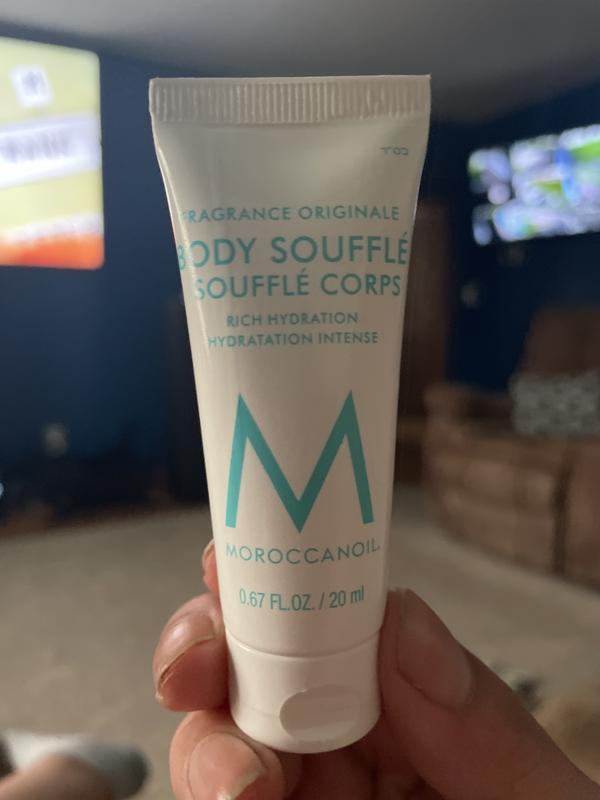 FRAGRANCE ORIGINALE
BODY SOUFFLÉ
SOUFFLÉ CORPS
RICH HYDRATION
HYDRATATION INTENSE
M
MOROCCANOIL.
0.67 FL.OZ. / 20 ml